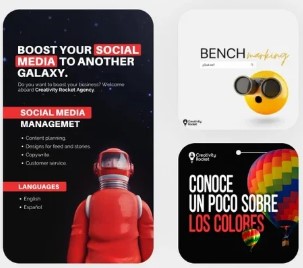 BOOST YOUR SOCIAL
MEDIA TO ANOTHER
GALAXY.
Do you want to boost your business? Welcome
aboard Creativity Rocket Agency.
SOCIAL MEDIA
MANAGEMET
• Content planning
• Designs for feed and stories
• Copywrite
• Customer service.
LANGUAGES
• English
• Español
BENCHmarking
Creativity
Rocket
Creativity
Rocket
CONOCE
UN POCO SOBRE
LOS COLORES